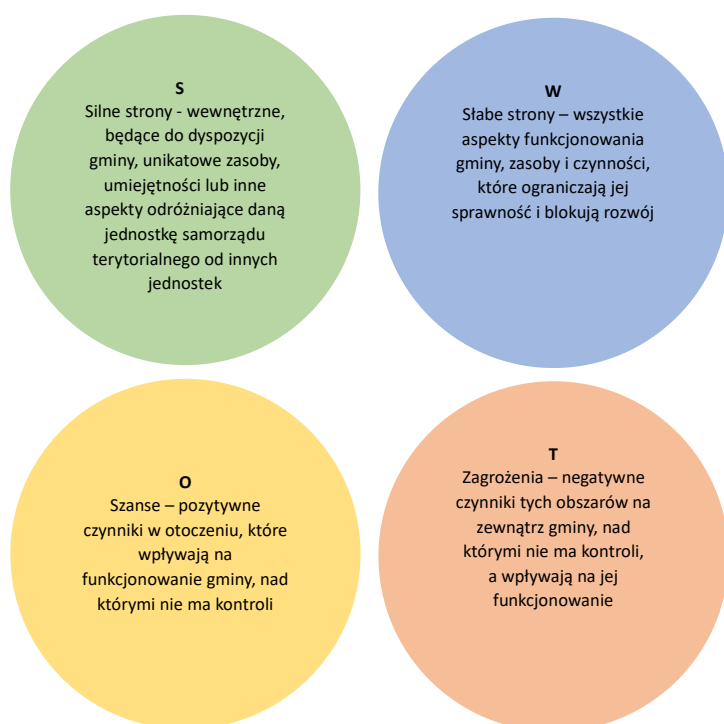 S
Silne strony - wewnętrzne,
będące do dyspozycji
gminy, unikatowe zasoby,
umiejętności lub inne
aspekty odróżniające daną
jednostkę samorządu
terytorialnego od innych
jednostek
W
Słabe strony – wszystkie
aspekty funkcjonowania
gminy, zasoby i czynności,
które ograniczają jej
sprawność i blokują rozwój
O
Szanse – pozytywne
czynniki w otoczeniu, które
wpływają na
funkcjonowanie gminy, nad
którymi nie ma kontroli
T
Zagrożenia – negatywne
czynniki tych obszarów na
zewnątrz gminy, nad
którymi nie ma kontroli,
a wpływają na jej
funkcjonowanie